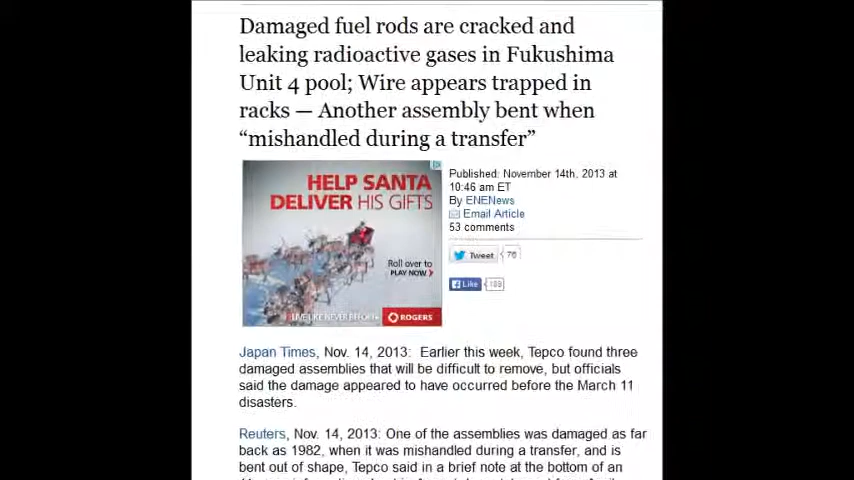 Damaged fuel rods are cracked and
leaking radioactive gases in Fukushima
Unit 4 pool; Wire appears trapped in
racks — Another assembly bent when
“mishandled during a transfer”
HELP SANTA
DELIVER HIS GIFTS
Roll over to
PLAY NOW
LIVE LIKE NEVER BEFORE
ROGERS
Published: November 14th, 2013 at
10:46 am ET
By ENENews
Email Article
53 comments
Tweet 76
Like
Japan Times, Nov. 14, 2013: Earlier this week, Tepco found three
damaged assemblies that will be difficult to remove, but officials
said the damage appeared to have occurred before the March 11
disasters.
Reuters, Nov. 14, 2013: One of the assemblies was damaged as far
back as 1982, when it was mishandled during a transfer, and is
bent out of shape, Tepco said in a brief note at the bottom of an